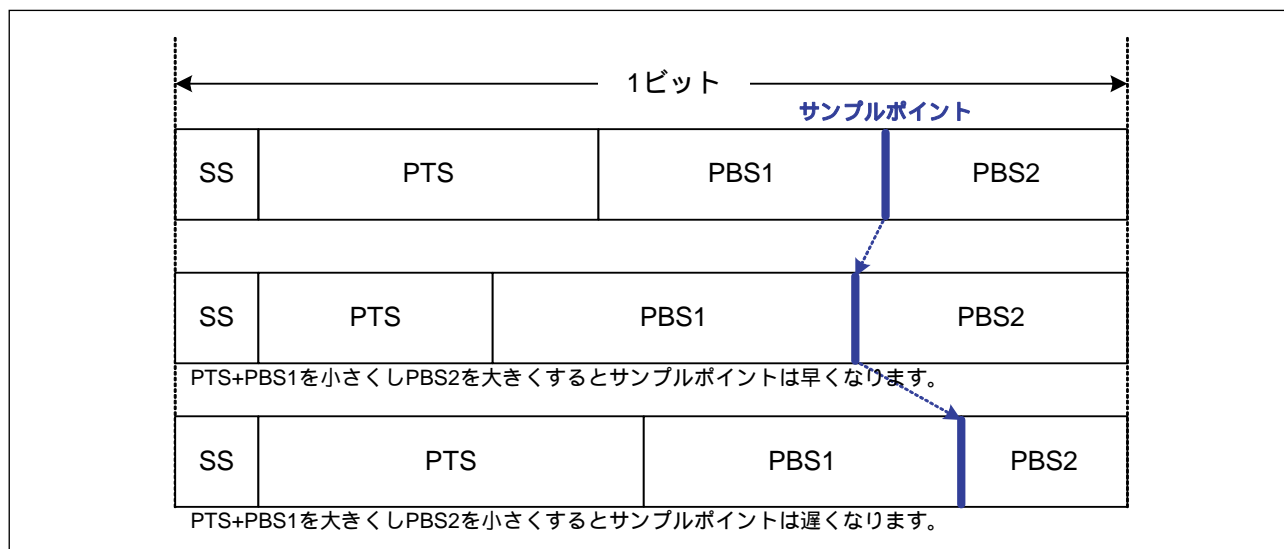 1ビット
サンプルポイント
SS PTS PBS1 PBS2
SS PTS PBS1 PBS2
PTS+PBS1を小さくしPBS2を大きくするとサンプルポイントは早くなります。
SS PTS PBS1 PBS2
PTS+PBS1を大きくしPBS2を小さくするとサンプルポイントは遅くなります。